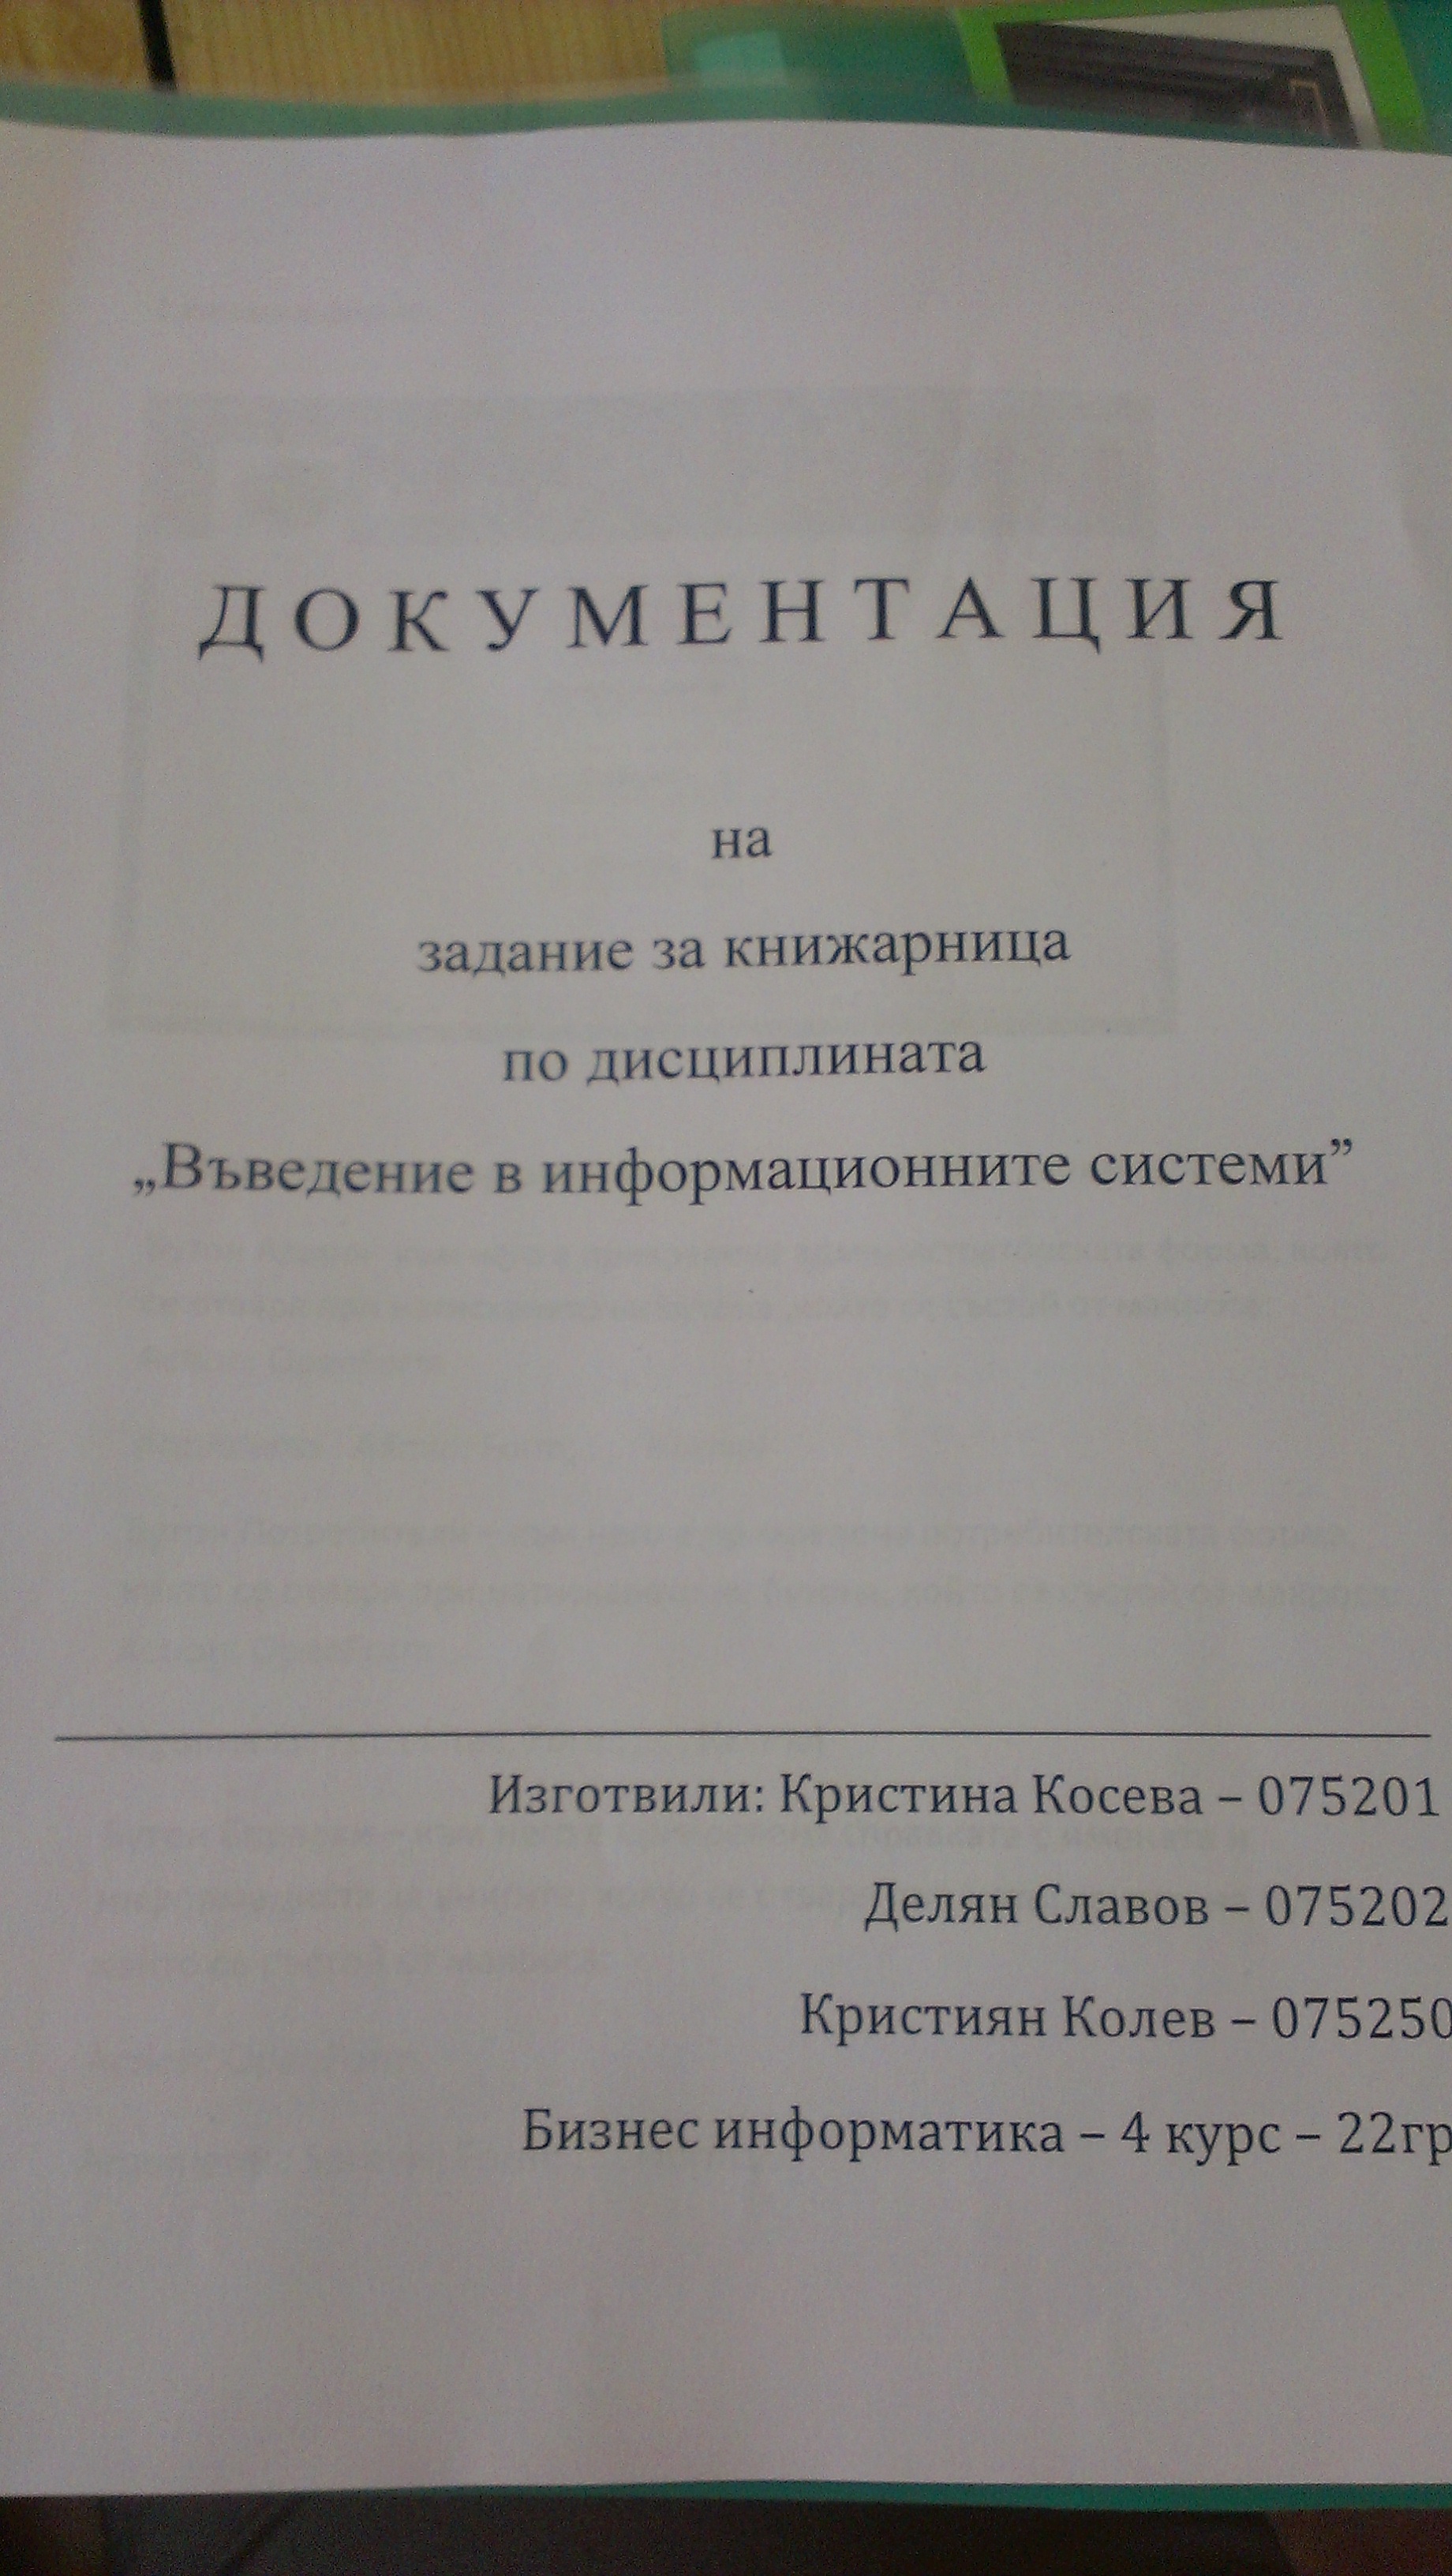 ДОКУМЕНТАЦИЯ
на
задание за книжарница
по дисциплината
„Въведение в информационните системи”
Изготвили: Кристина Косева – 075201
Делян Славов – 075202
Кристиян Колев – 075250
Бизнес информатика – 4 курс – 22гр